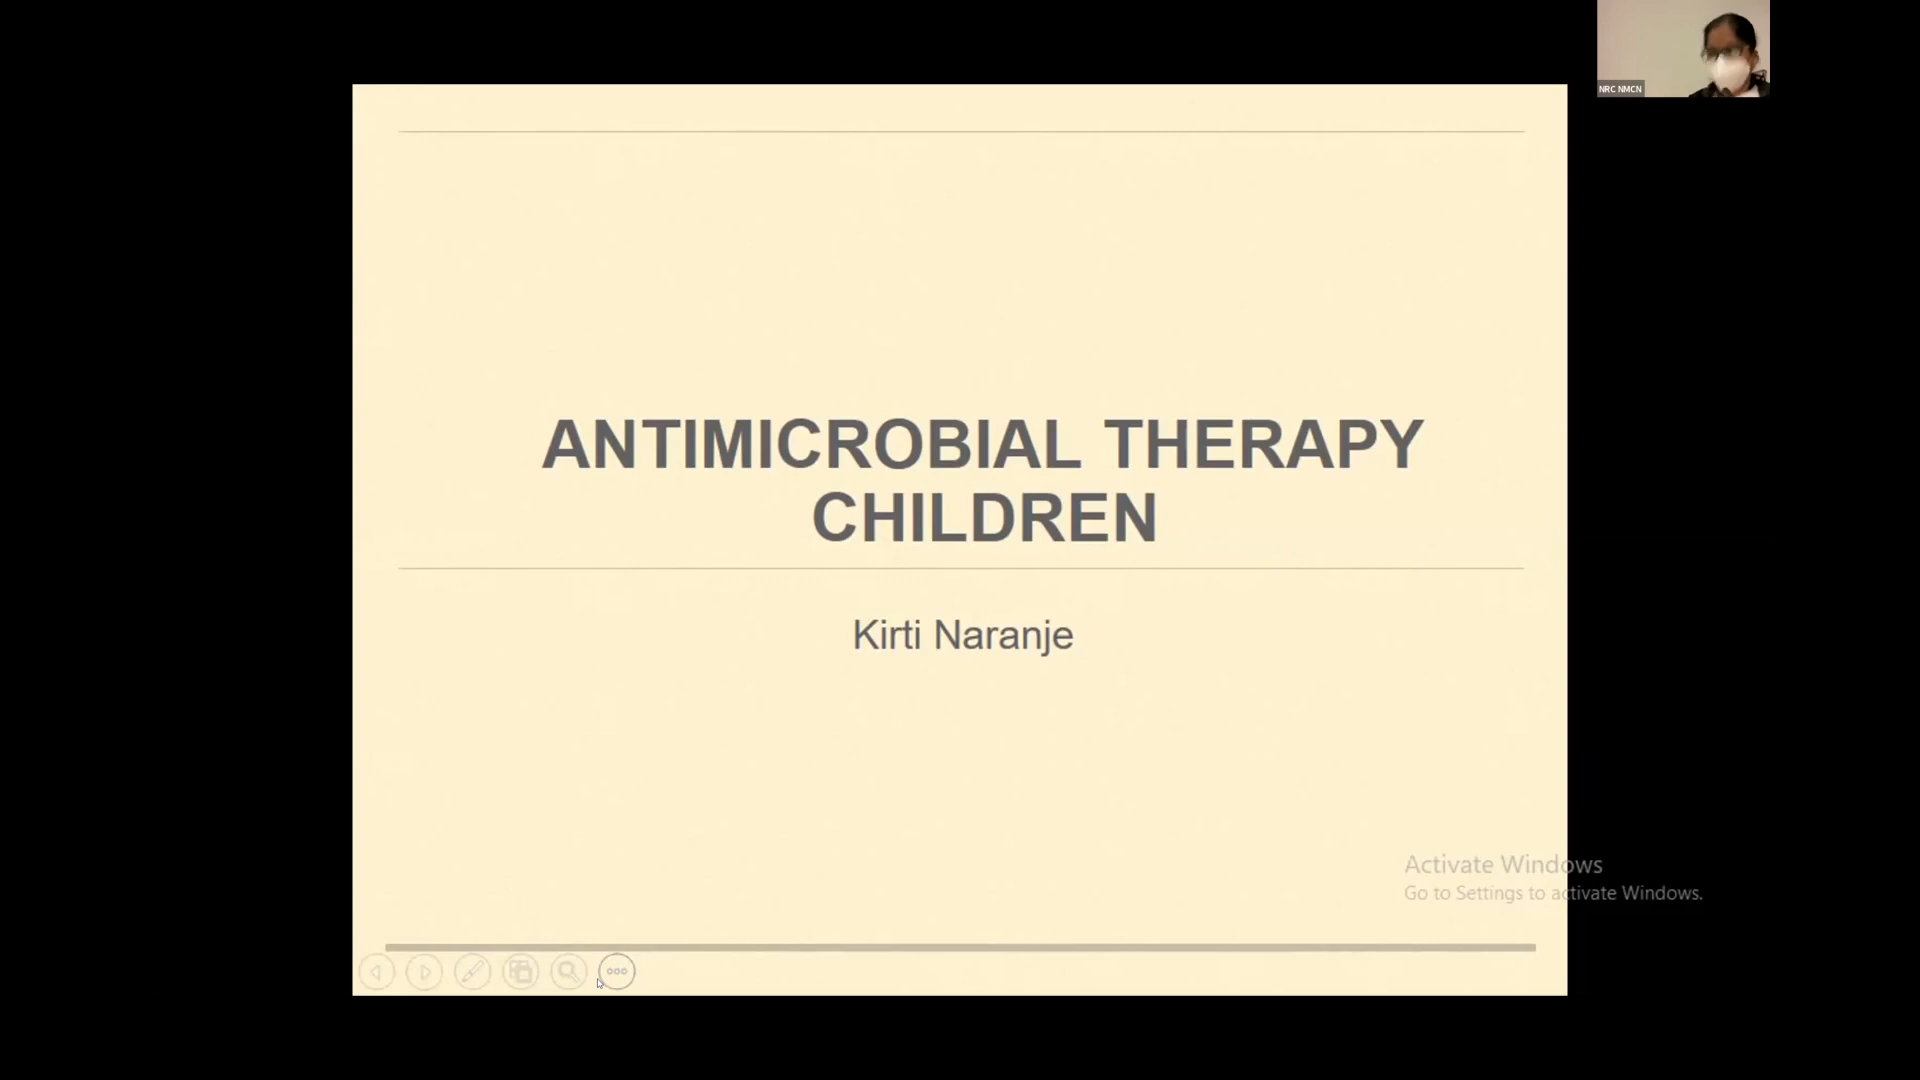 NRC NMCN
ANTIMICROBIAL THERAPY
CHILDREN
Kirti Naranje
Activate Windows
Go to Settings to activate Windows.